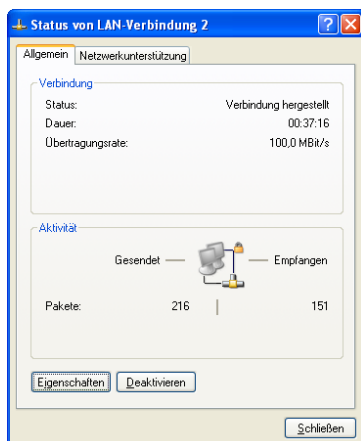 Status von LAN-Verbindung 2
Allgemein Netzwerkunterstützung
Verbindung
Status: Verbindung hergestellt
Dauer: 00:37:16
Übertragungsrate: 100,0 MBit/s
Aktivität
Gesendet Empfangen
Pakete: 216 151
Eigenschaften Deaktivieren
Schließen